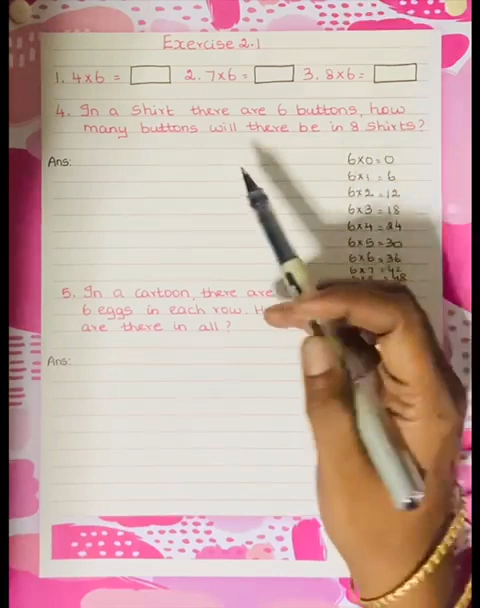 Exercise 2.1
1. 4x6 = 2. 7x6 = 3. 8x6 =
4. In a shirt there are 6 buttons, how
many buttons will there be in 8 shirts?
Ans:
6x0=0
6x1=6
6x2=12
6x3=18
6x4=24
6x5=30
6x6=36
6x7=42
=48
5. In a cartoon, there are
6 eggs in each row. H
are there in all?
Ans: